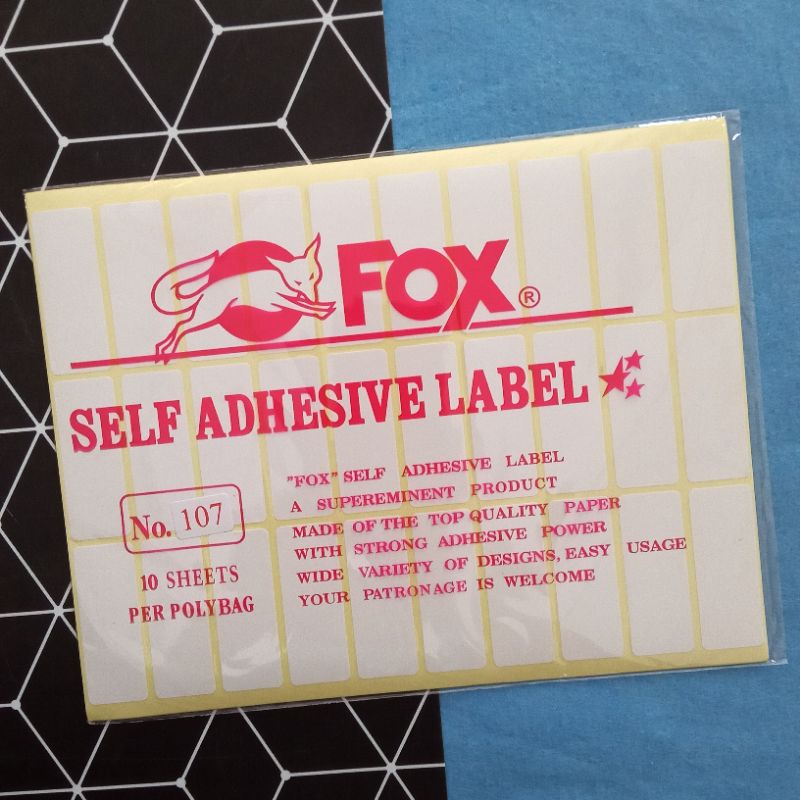 FOX®
SELF ADHESIVE LABEL
No. 107
10 SHEETS
PER POLYBAG
"FOX" SELF ADHESIVE LABEL
A SUPEREMINENT PRODUCT
MADE OF THE TOP QUALITY PAPER
WITH STRONG ADHESIVE POWER
WIDE VARIETY OF DESIGNS, EASY USAGE
YOUR PATRONAGE IS WELCOME